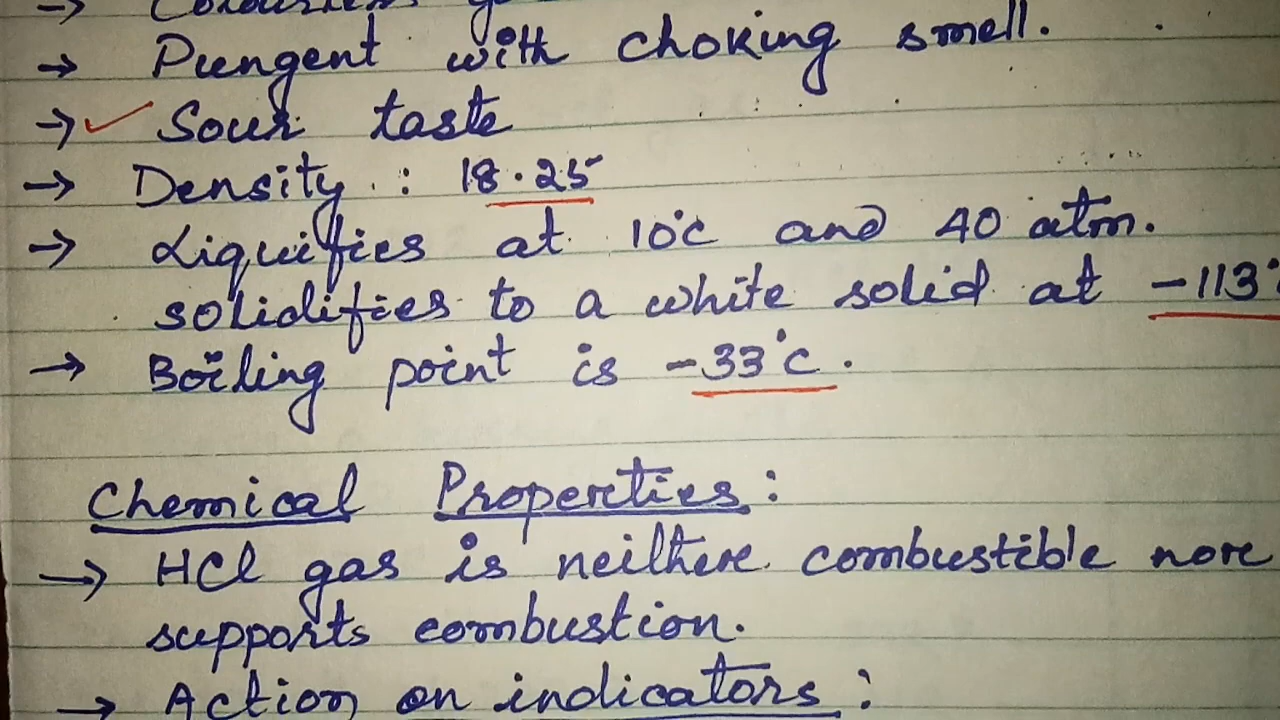 → Colourless
→ Pungent with choking smell.
→ ✓ Sour taste
→ Density : 18.25
→ Liquifies at 10°c and 40 atm.
solidifies to a white solid at -113°
→ Boiling point is -33°c.
Chemical Properties :
→ HCl gas is neither combustible nor
supports combustion.
→ Action on indicators :